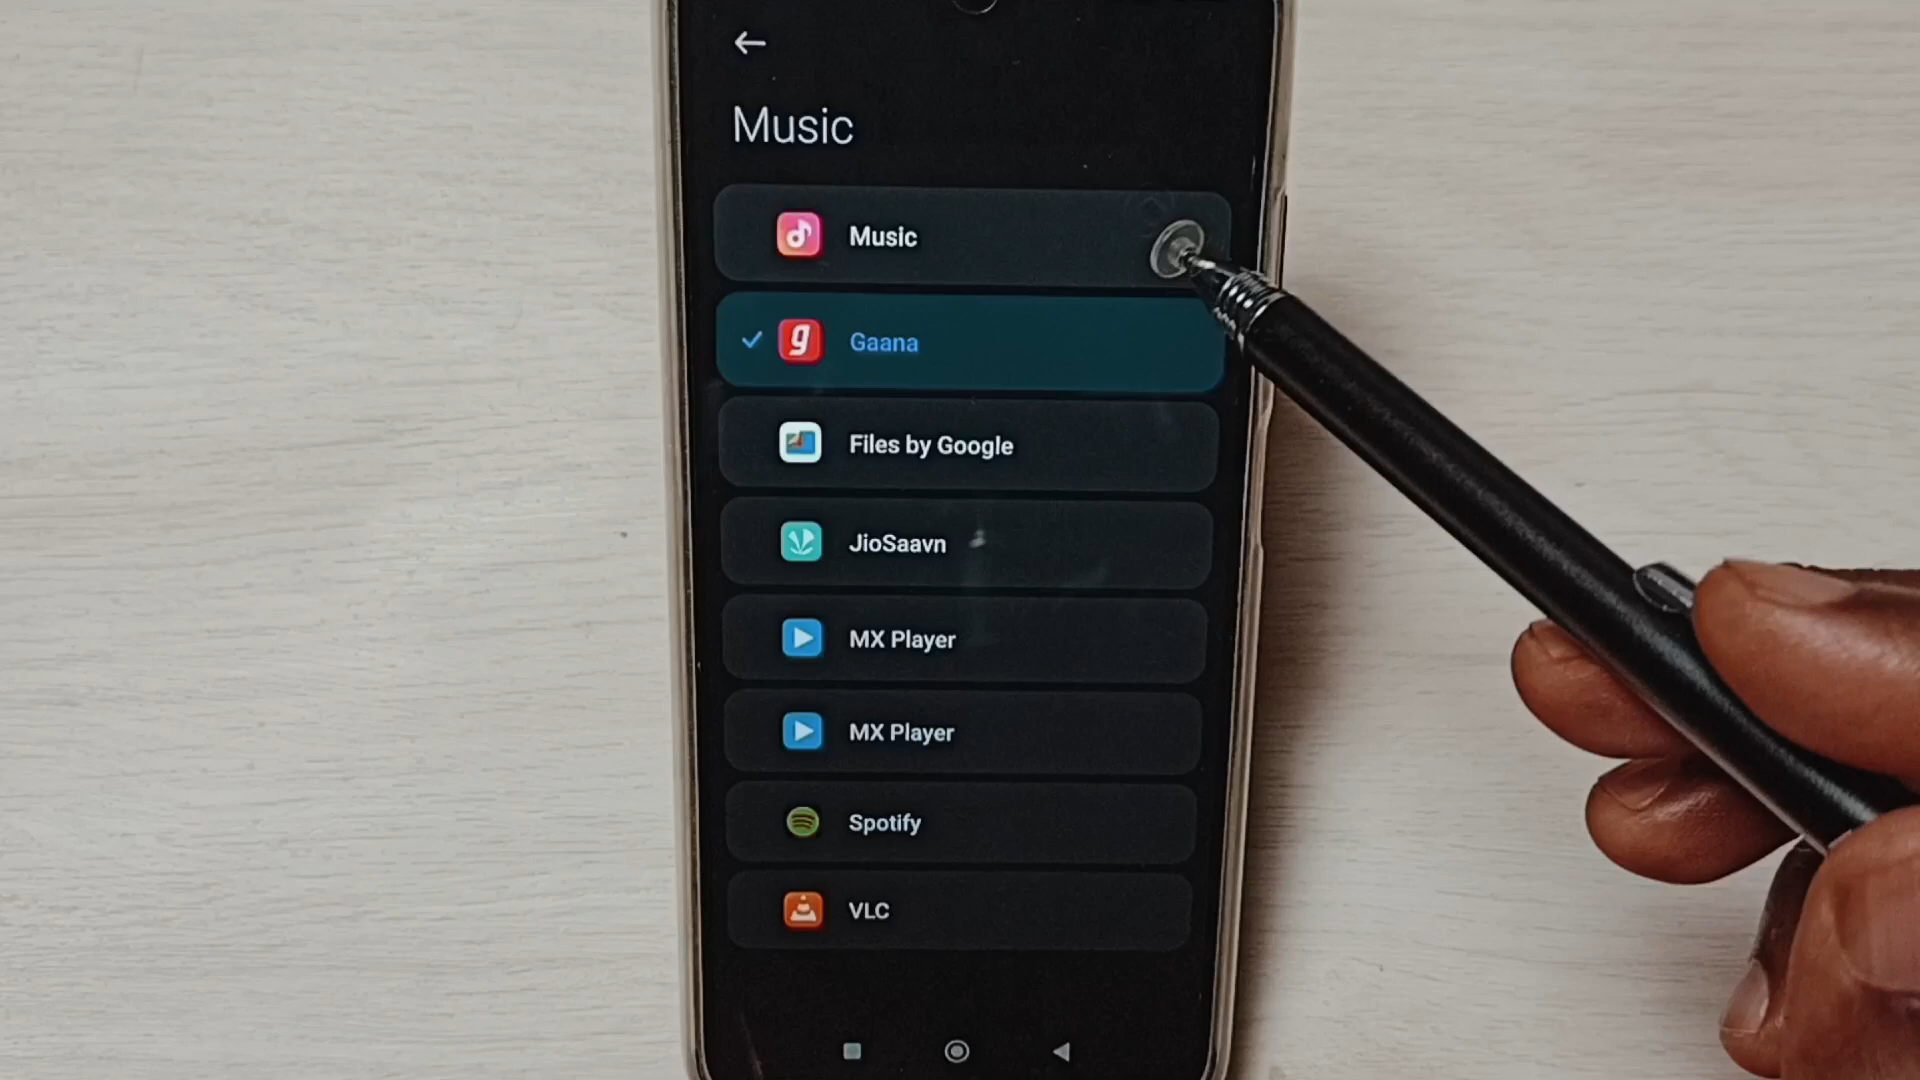 Music
Music
g
Gaana
Files by Google
JioSaavn
MX Player
MX Player
Spotify
VLC